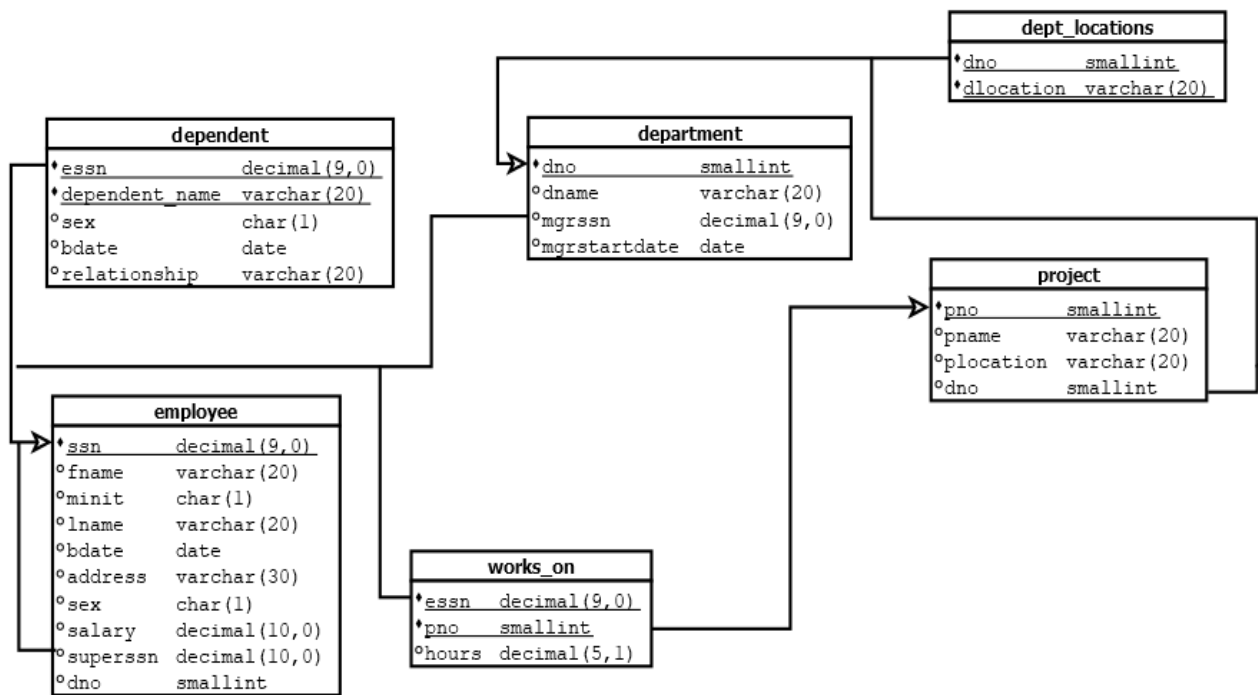 dept_locations
dno smallint
dlocation varchar(20)
dependent
essn decimal(9,0)
dependent_name varchar(20)
sex char(1)
bdate date
relationship varchar(20)
department
dno smallint
dname varchar(20)
mgrssn decimal(9,0)
mgrstartdate date
project
pno smallint
pname varchar(20)
plocation varchar(20)
dno smallint
employee
ssn decimal(9,0)
fname varchar(20)
minit char(1)
lname varchar(20)
bdate date
address varchar(30)
sex char(1)
salary decimal(10,0)
superssn decimal(10,0)
dno smallint
works_on
essn decimal(9,0)
pno smallint
hours decimal(5,1)